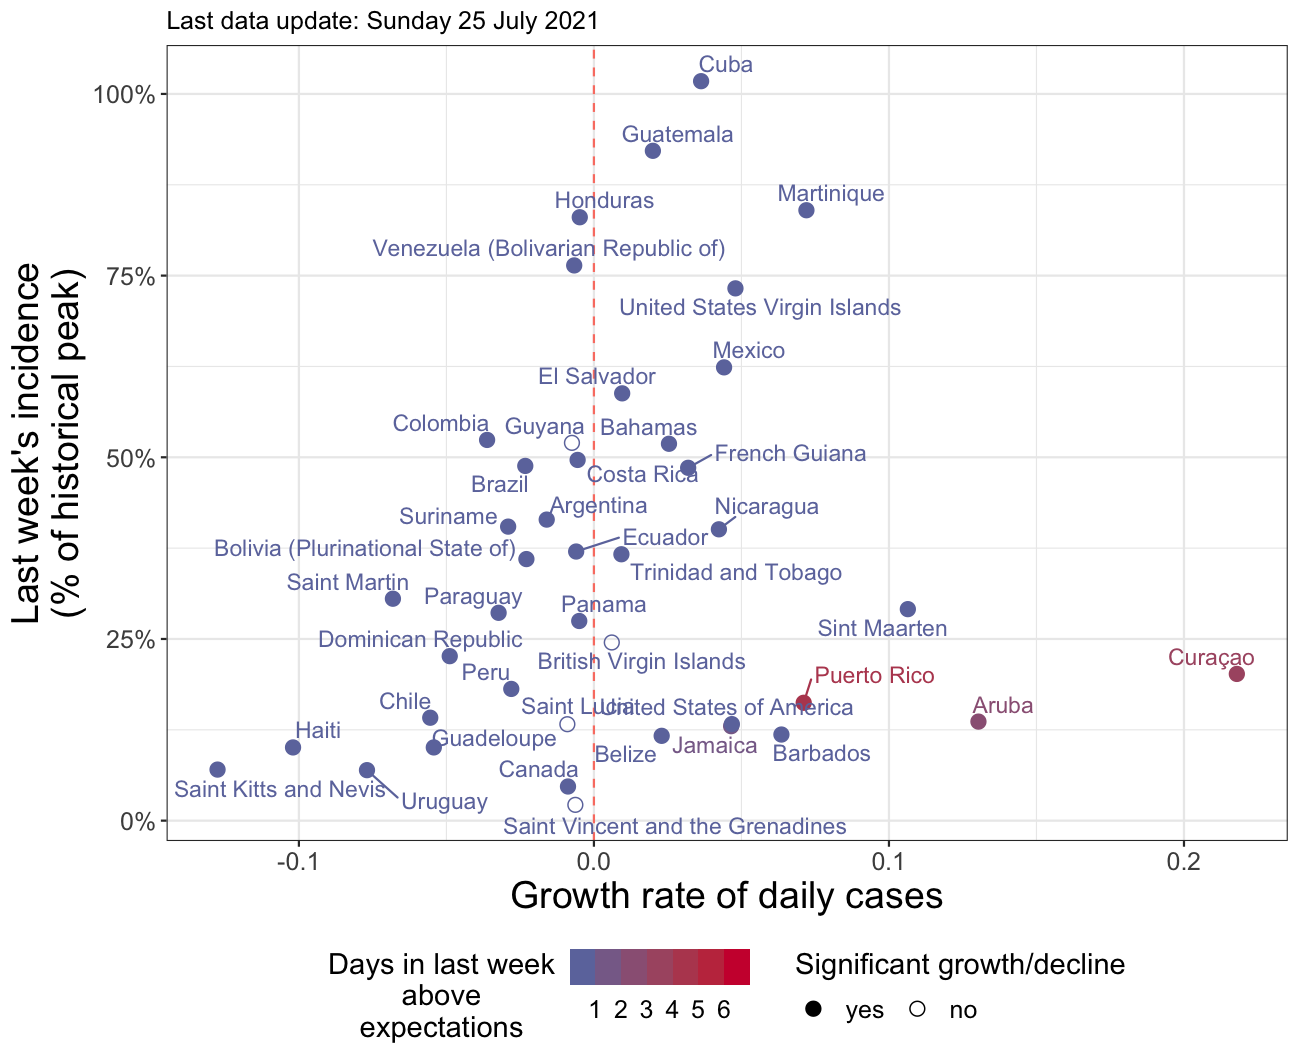 Last data update: Sunday 25 July 2021
Last week's incidence
(% of historical peak)
100%
75%
50%
25%
0%
Cuba
Guatemala
Martinique
Honduras
Venezuela (Bolivarian Republic of)
United States Virgin Islands
Mexico
El Salvador
Colombia
Guyana
Bahamas
French Guiana
Costa Rica
Brazil
Argentina
Nicaragua
Suriname
Ecuador
Bolivia (Plurinational State of)
Trinidad and Tobago
Saint Martin
Paraguay
Panama
Sint Maarten
Dominican Republic
British Virgin Islands
Curaçao
Peru
Puerto Rico
Chile
Saint Lucia
United States of America
Aruba
Haiti
Guadeloupe
Jamaica
Belize
Barbados
Canada
Saint Kitts and Nevis
Uruguay
Saint Vincent and the Grenadines
-0.1
0.0
0.1
0.2
Growth rate of daily cases
Days in last week
above
expectations
1 2 3 4 5 6
Significant growth/decline
yes
no